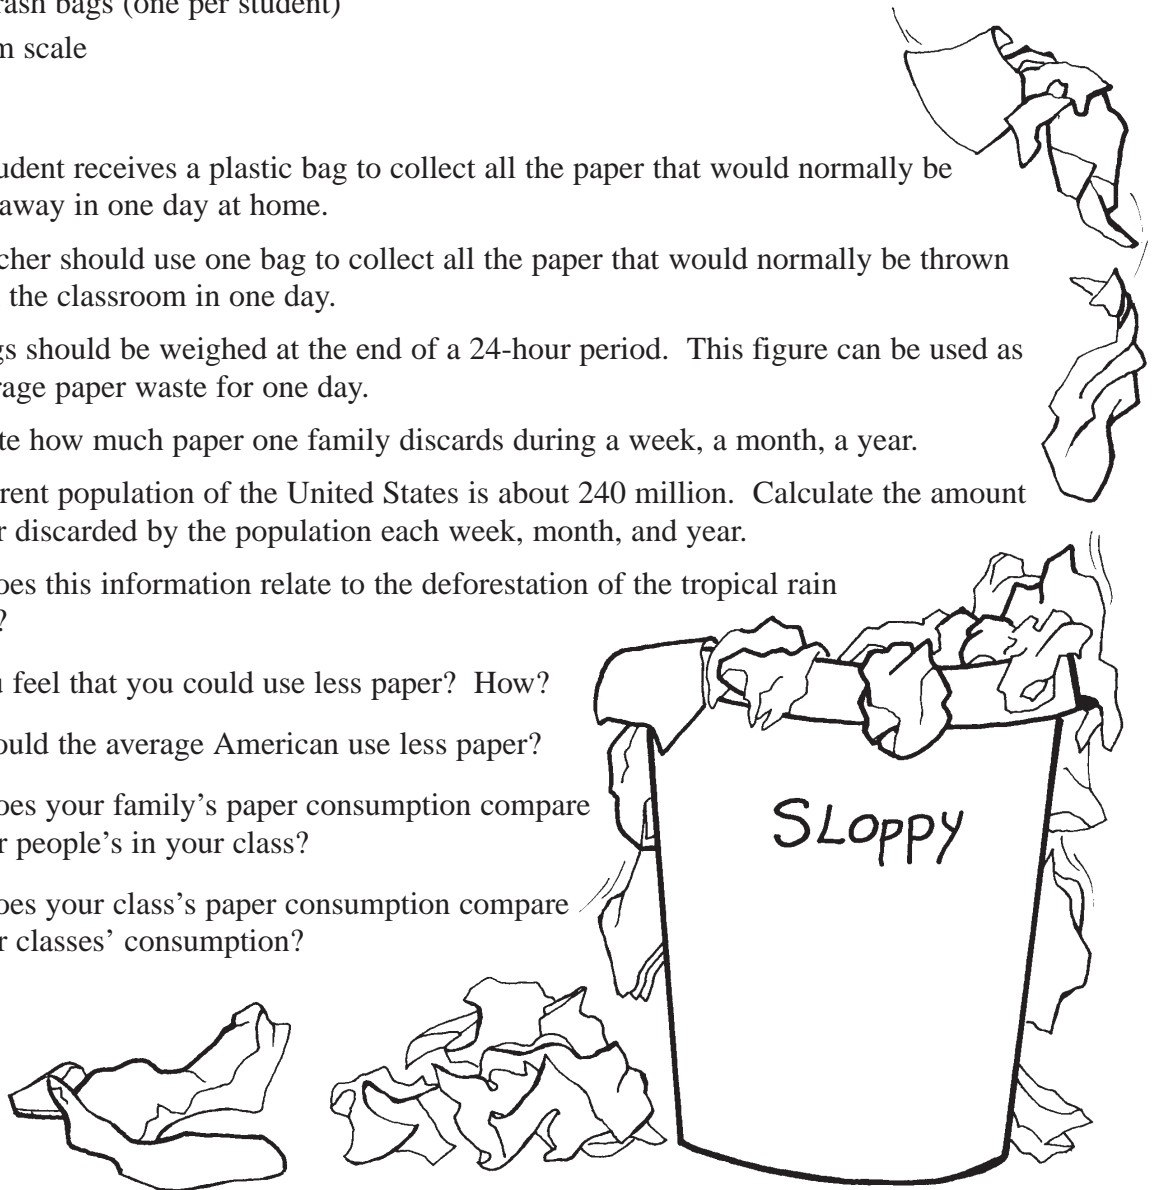 rash bags (one per student)
m scale
udent receives a plastic bag to collect all the paper that would normally be
away in one day at home.
cher should use one bag to collect all the paper that would normally be thrown
the classroom in one day.
gs should be weighed at the end of a 24-hour period.  This figure can be used as
rage paper waste for one day.
te how much paper one family discards during a week, a month, a year.
rrent population of the United States is about 240 million.  Calculate the amount
r discarded by the population each week, month, and year.
oes this information relate to the deforestation of the tropical rain
?
u feel that you could use less paper?  How?
ould the average American use less paper?
oes your family’s paper consumption compare
r people’s in your class?
oes your class’s paper consumption compare
r classes’ consumption?
SLoppy